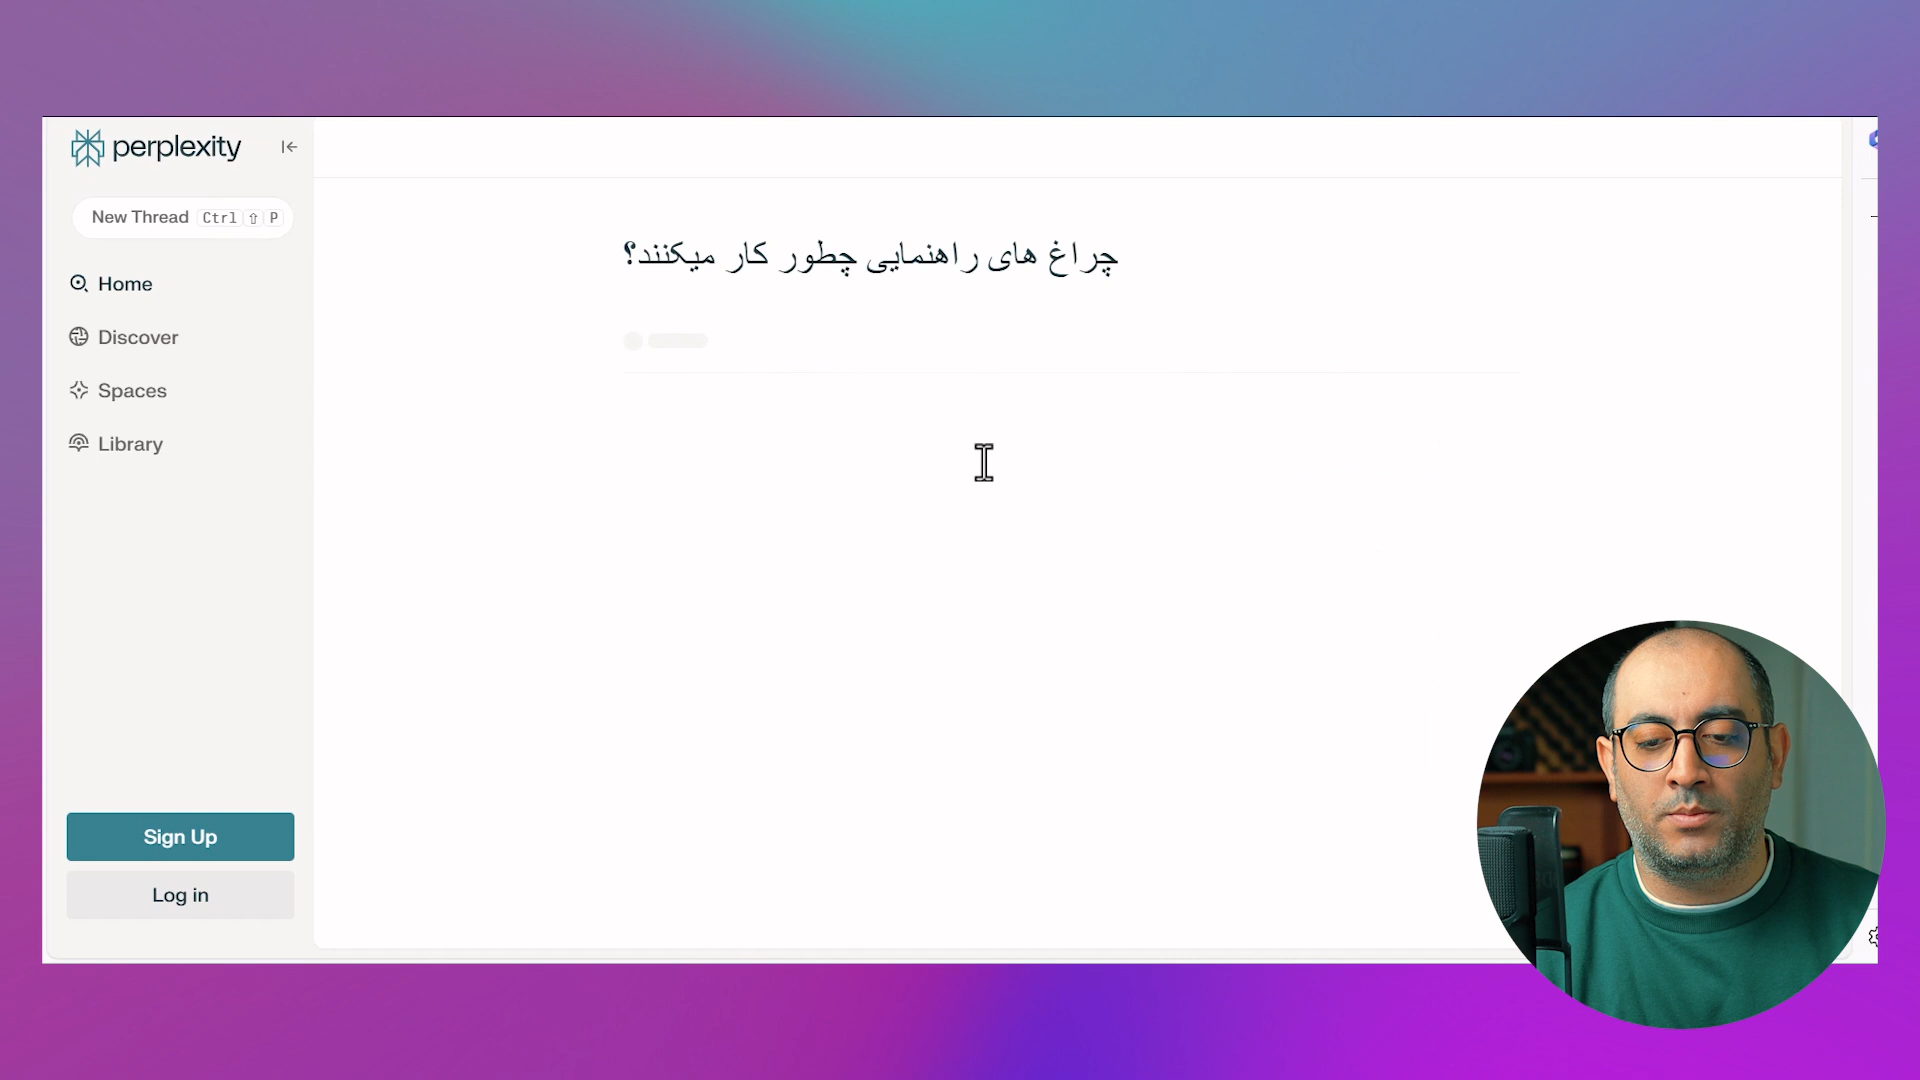 perplexity
New Thread Ctrl ⇧ P
Home
Discover
Spaces
Library
Sign Up
Log in
چراغ های راهنمایی چطور کار میکنند؟